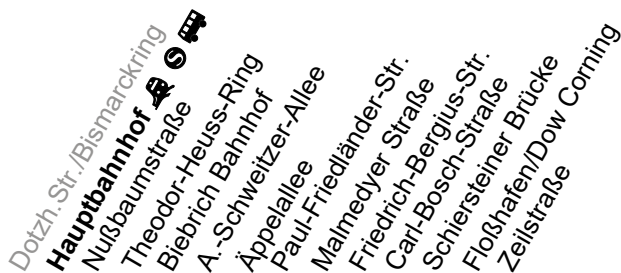 Dotzh.Str./Bismarckring
Hauptbahnhof S
Nußbaumstraße
Theodor-Heuss-Ring
Biebrich Bahnhof
A.-Schweitzer-Allee
Äppelallee
Paul-Friedländer-Str.
Malmedyer Straße
Friedrich-Bergius-Str.
Carl-Bosch-Straße
Schiersteiner Brücke
Floßhafen/Dow Corning
Zeilstraße